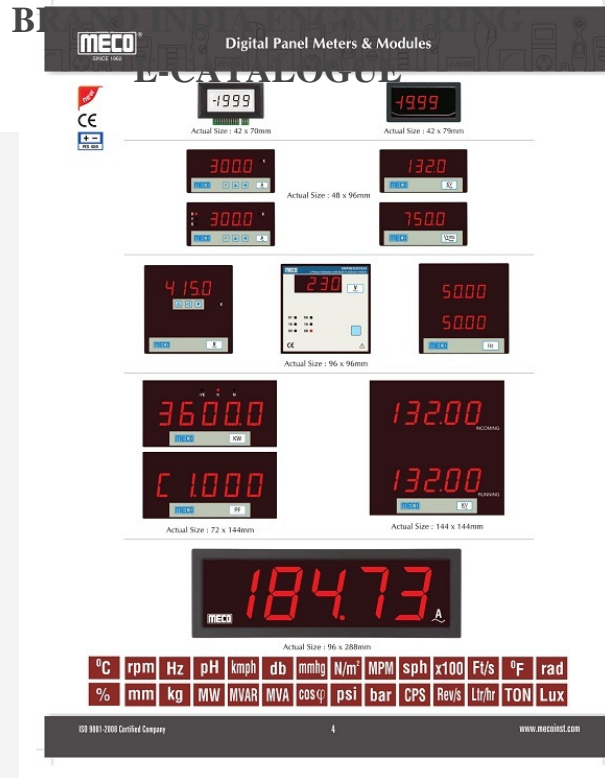 BRAND INDIA ENGINEERING
E-CATALOGUE
MECO®
SINCE 1962
Digital Panel Meters & Modules
new
CE
RS 485
-1999
Actual Size : 42 x 70mm
-1999
Actual Size : 42 x 79mm
300.0
MECO
132.0
MECO
Actual Size : 48 x 96mm
300.0
MECO
750.0
MECO
415.0
MECO
V
MECO
230
V
CE
50.00
50.00
MECO
FM
Actual Size : 96 x 96mm
3600.0
MECO
KW
C 1.000
MECO
PF
Actual Size : 72 x 144mm
132.00
INCOMING
132.00
RUNNING
MECO
KV
Actual Size : 144 x 144mm
184.73
MECO
A
Actual Size : 96 x 288mm
⁰C rpm Hz pH kmph db mmhg N/m² MPM sph x100 Ft/s ⁰F rad
% mm kg MW MVAR MVA cosφ psi bar CPS Rev/s Ltr/hr TON Lux
ISO 9001-2008 Certified Company
4
www.mecoinst.com